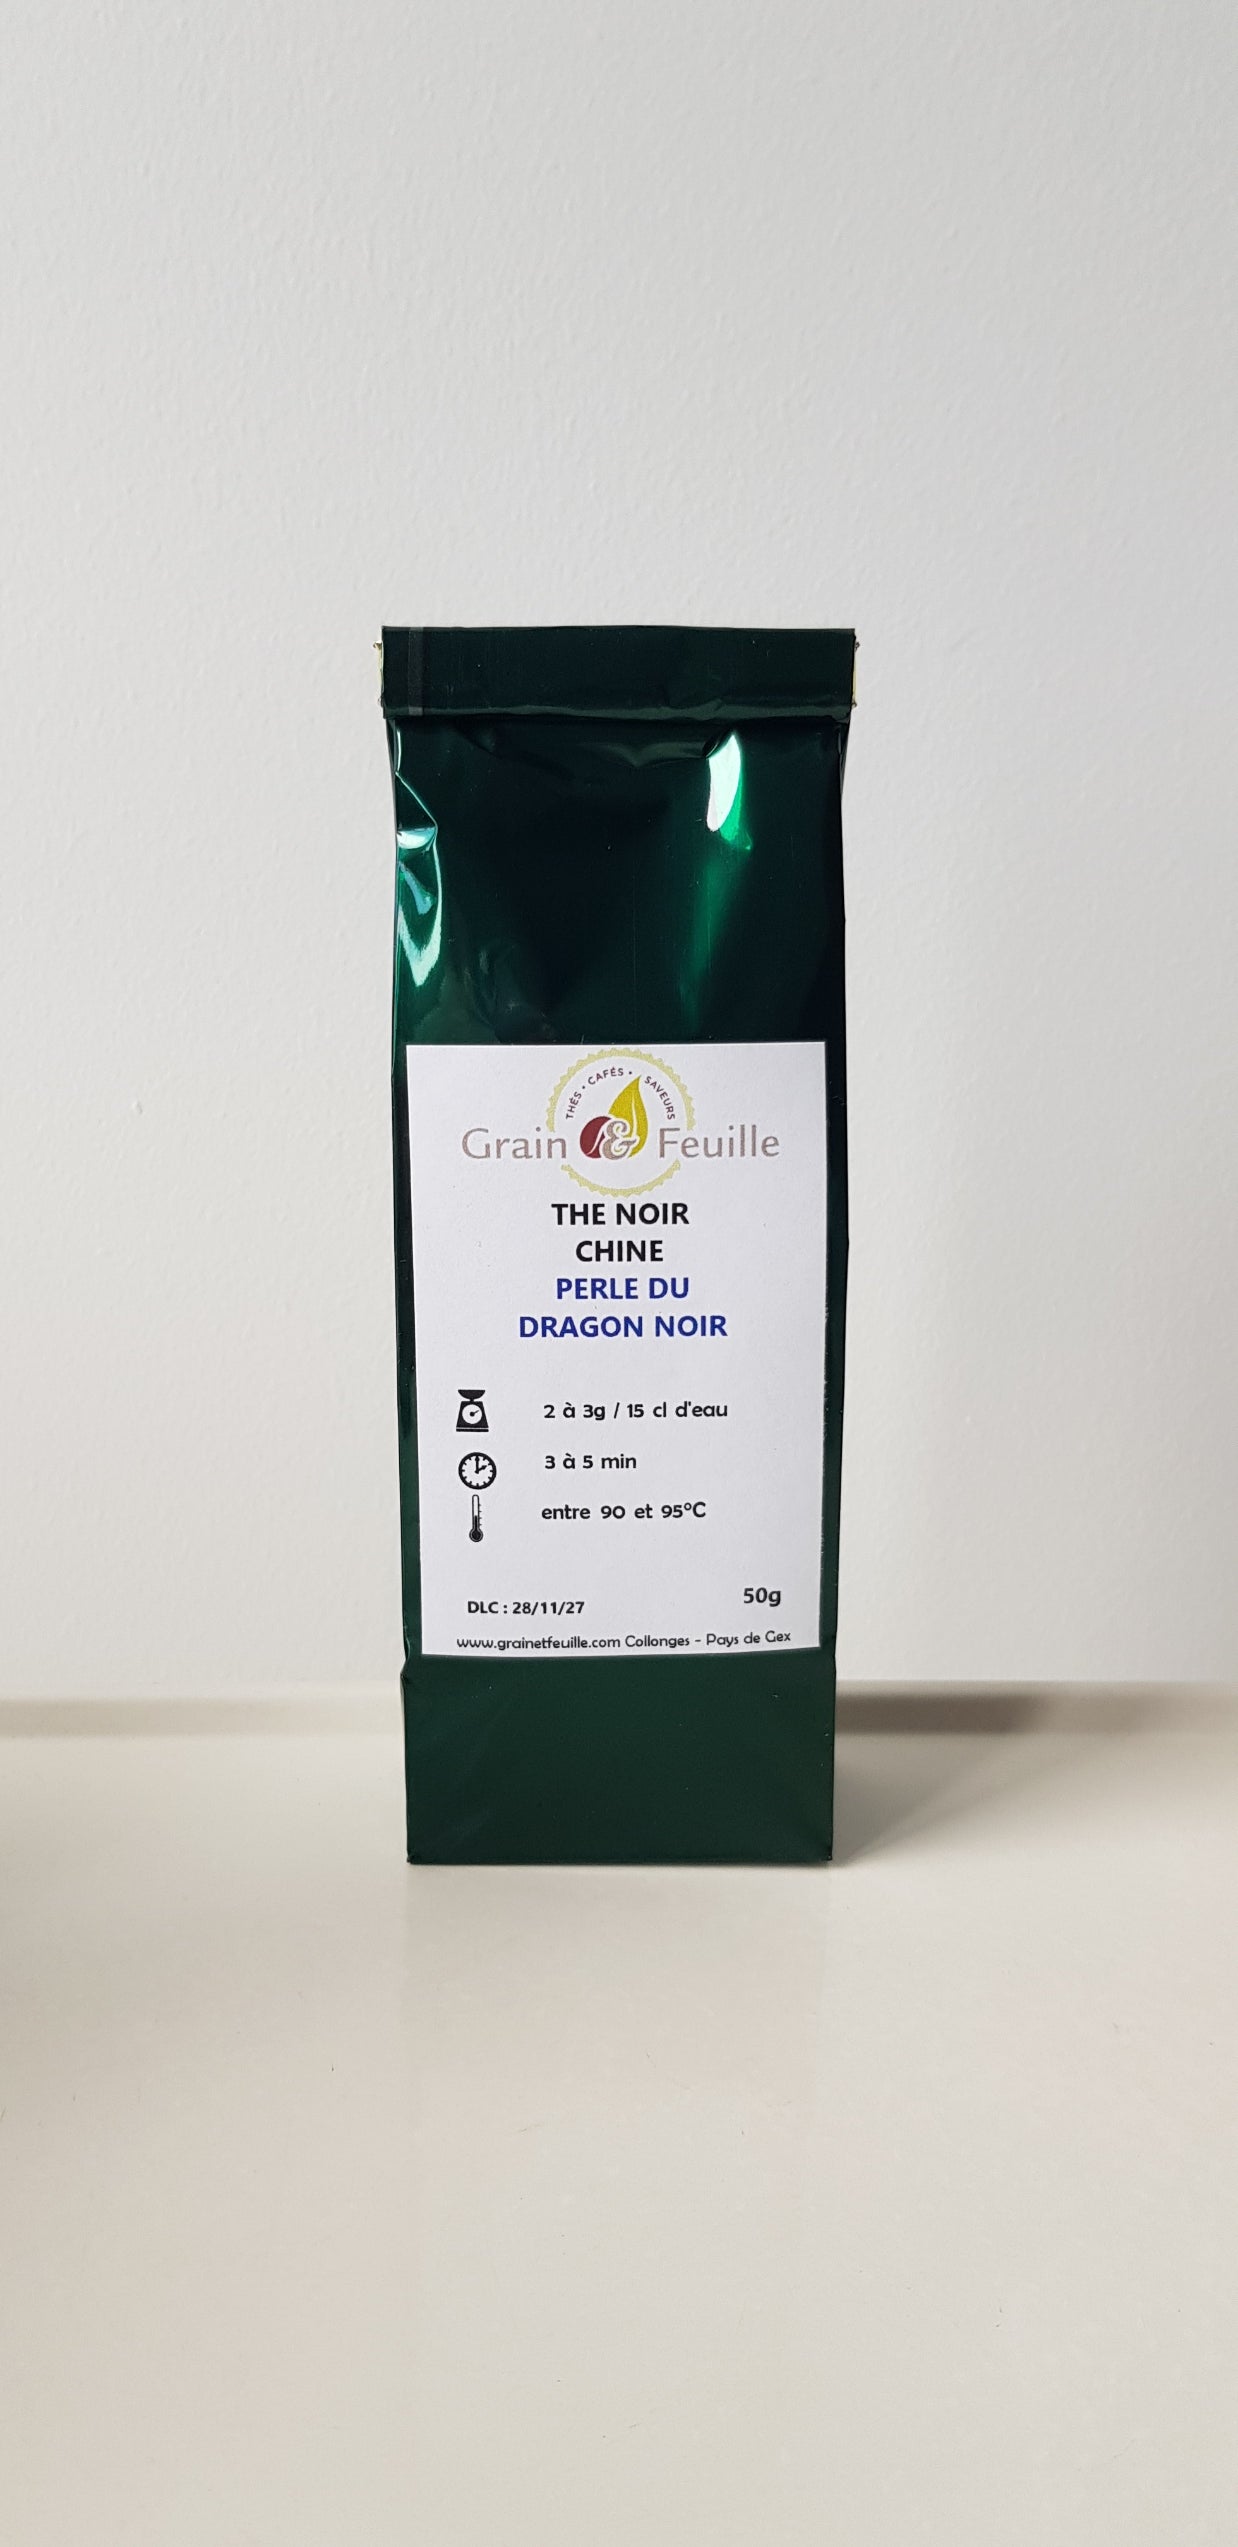 THÉS • CAFÉS • SAVEURS
Grain & Feuille
THE NOIR
CHINE
PERLE DU
DRAGON NOIR
2 à 3g / 15 cl d'eau
3 à 5 min
entre 90 et 95°C
50g
DLC : 28/11/27
www.grainetfeuille.com Collonges - Pays de Gex